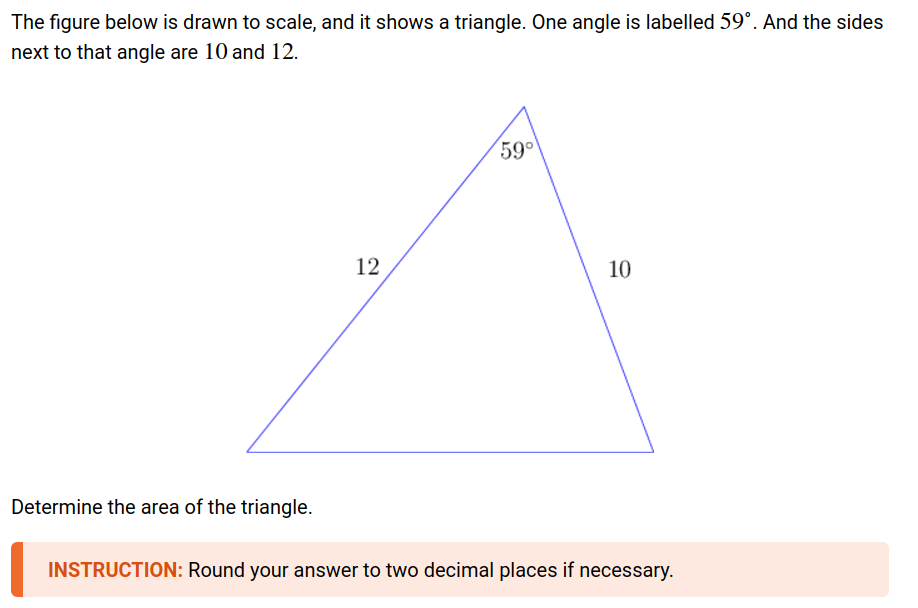 The figure below is drawn to scale, and it shows a triangle. One angle is labelled 59°. And the sides
next to that angle are 10 and 12.
59°
12
10
Determine the area of the triangle.
INSTRUCTION: Round your answer to two decimal places if necessary.